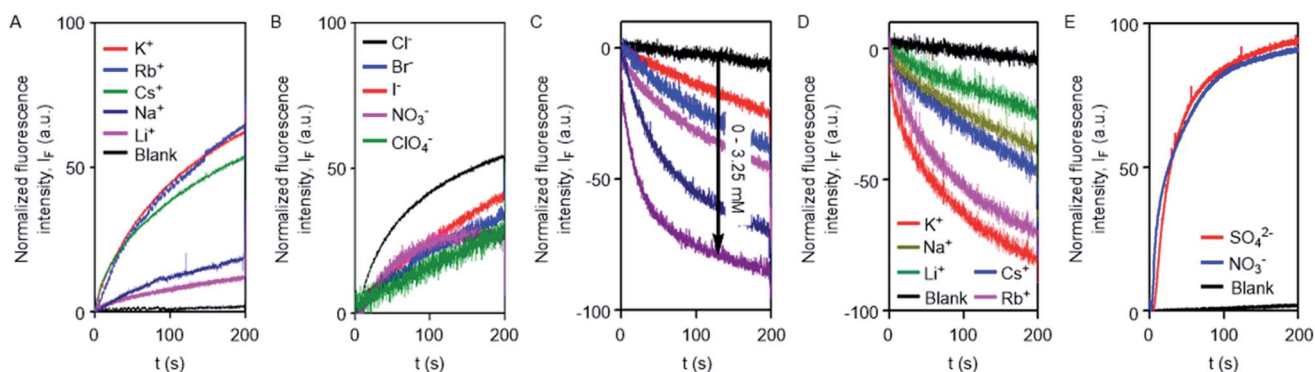 A
Normalized fluorescence
intensity, I_F (a.u.)
100
50
0
K⁺
Rb⁺
Cs⁺
Na⁺
Li⁺
Blank
0
100
200
t (s)
B
Normalized fluorescence
intensity, I_F (a.u.)
100
50
0
Cl⁻
Br⁻
I⁻
NO₃⁻
ClO₄⁻
0
100
200
t (s)
C
Normalized fluorescence
intensity, I_F (a.u.)
0
-50
-100
0 - 3.25 mM
0
100
200
t (s)
D
Normalized fluorescence
intensity, I_F (a.u.)
0
-50
-100
K⁺
Na⁺
Li⁺ Cs⁺
Blank Rb⁺
0
100
200
t (s)
E
Normalized fluorescence
intensity, I_F (a.u.)
100
50
0
SO₄²⁻
NO₃⁻
Blank
0
100
200
t (s)